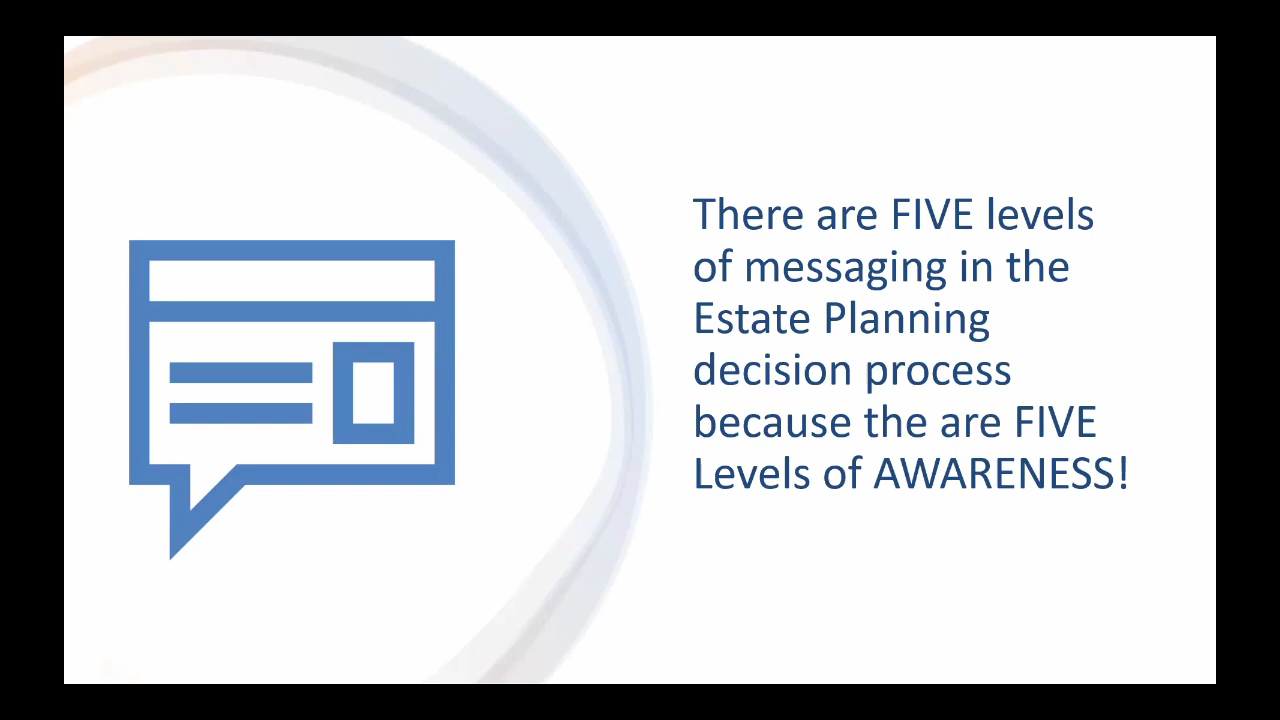 There are FIVE levels
of messaging in the
Estate Planning
decision process
because the are FIVE
Levels of AWARENESS!